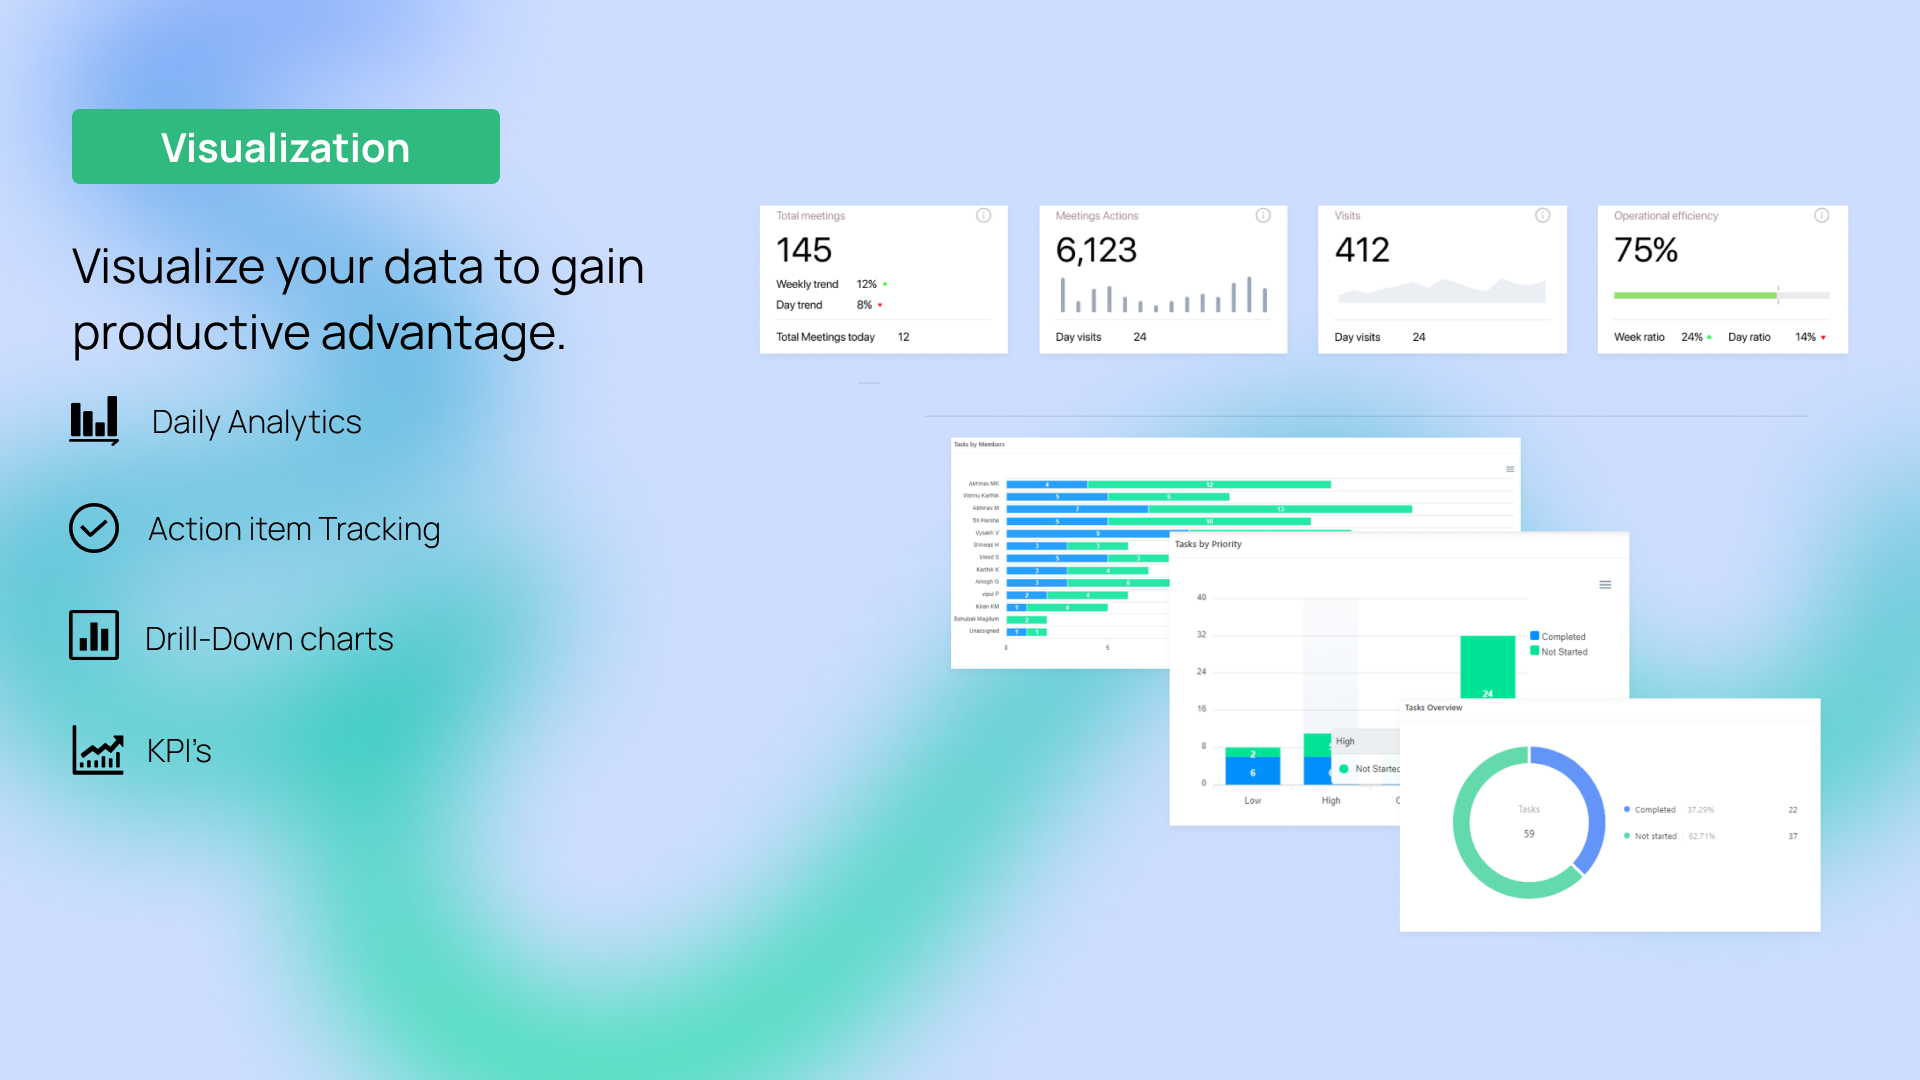 Visualization
Visualize your data to gain
productive advantage.
Daily Analytics
Action item Tracking
Drill-Down charts
KPI's
Total meetings
145
Weekly trend 12%
Day trend 8%
Total Meetings today 12
Meetings Actions
6,123
Day visits 24
Visits
412
Day visits 24
Operational efficiency
75%
Week ratio 24% Day ratio 14%
Tasks by Members
Abhinav MK 4 12
Vishnu Karthik 5 6
Abhinav M 7 13
Sri Harsha 5 10
Vysakh V 9
Srinivas H 3 3
Vinod S 5 3
Karthik K 3 4
Amogh G 3 6
vipul P 2 4
Kiran KM 1 4
Bahubali Magdum 2
Unassigned 1 1
0 5
Tasks by Priority
40
32
24
16
8
0
Completed
Not Started
24
2
6
High
Not Started
Low High
Tasks Overview
Tasks
59
Completed 37.29% 22
Not started 62.71% 37